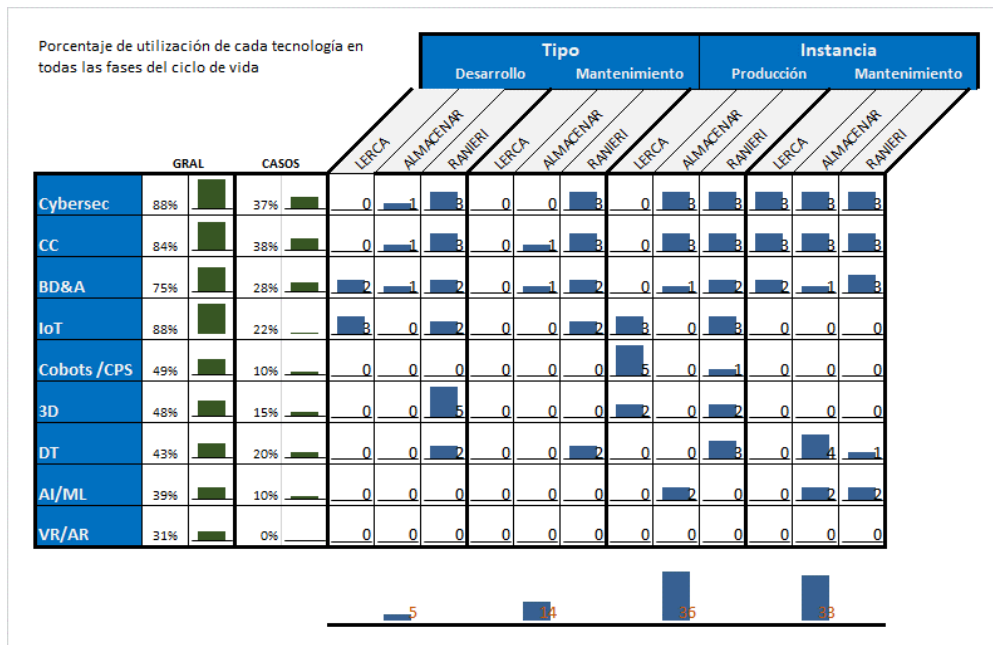 Porcentaje de utilización de cada tecnología en
todas las fases del ciclo de vida
Tipo Instancia
Desarrollo Mantenimiento Producción Mantenimiento
LERCA ALMACENAR RANIERI LERCA ALMACENAR RANIERI LERCA ALMACENAR RANIERI LERCA ALMACENAR RANIERI
GRAL CASOS
Cybersec 88% 37% 0 1 3 0 0 3 0 3 3 3 3 3
CC 84% 38% 0 1 3 0 1 3 0 3 3 3 3 3
BD&A 75% 28% 2 1 2 0 1 2 0 1 2 2 1 3
IoT 88% 22% 3 0 2 0 0 2 3 0 3 0 0 0
Cobots /CPS 49% 10% 0 0 0 0 0 0 5 0 1 0 0 0
3D 48% 15% 0 0 5 0 0 0 2 0 2 0 0 0
DT 43% 20% 0 0 2 0 0 2 0 0 3 0 4 1
AI/ML 39% 10% 0 0 0 0 0 0 0 2 0 0 2 2
VR/AR 31% 0% 0 0 0 0 0 0 0 0 0 0 0 0
5 14 36 33